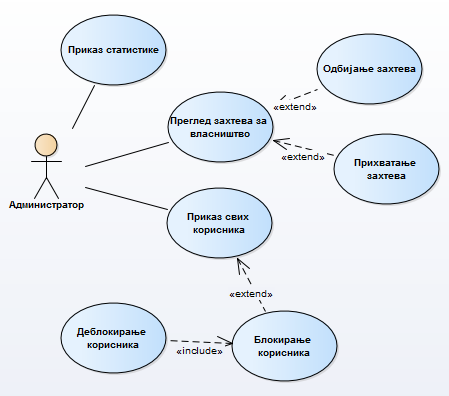 Приказ статистике
Одбијање захтева
«extend»
Преглед захтева за
власништво
«extend»
Прихватање
захтева
Администратор
Приказ свих
корисника
«extend»
Деблокирање
корисника
«include»
Блокирање
корисника